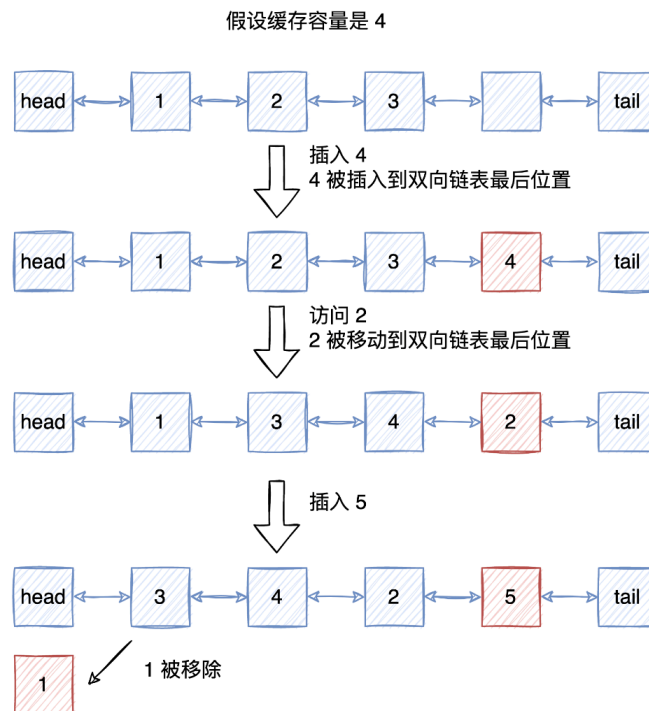 假设缓存容量是 4
head 1 2 3 tail
插入 4
4 被插入到双向链表最后位置
head 1 2 3 4 tail
访问 2
2 被移动到双向链表最后位置
head 1 3 4 2 tail
插入 5
head 3 4 2 5 tail
1 被移除
1